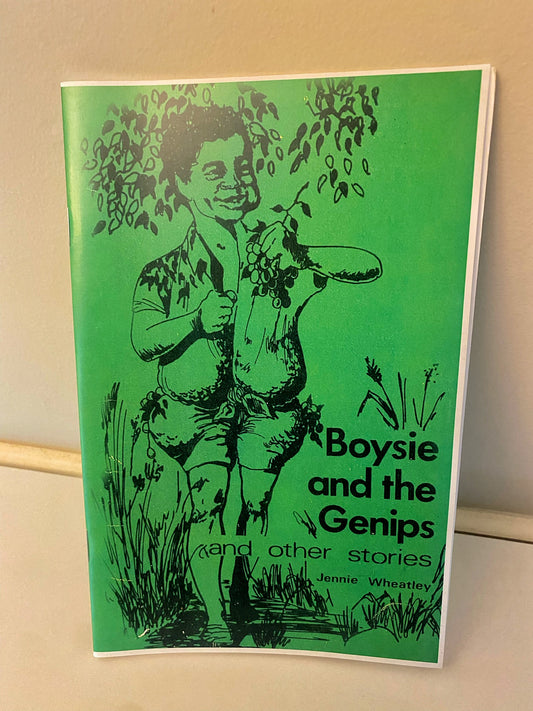 Boysie
and the
Genips
and other stories
Jennie Wheatley